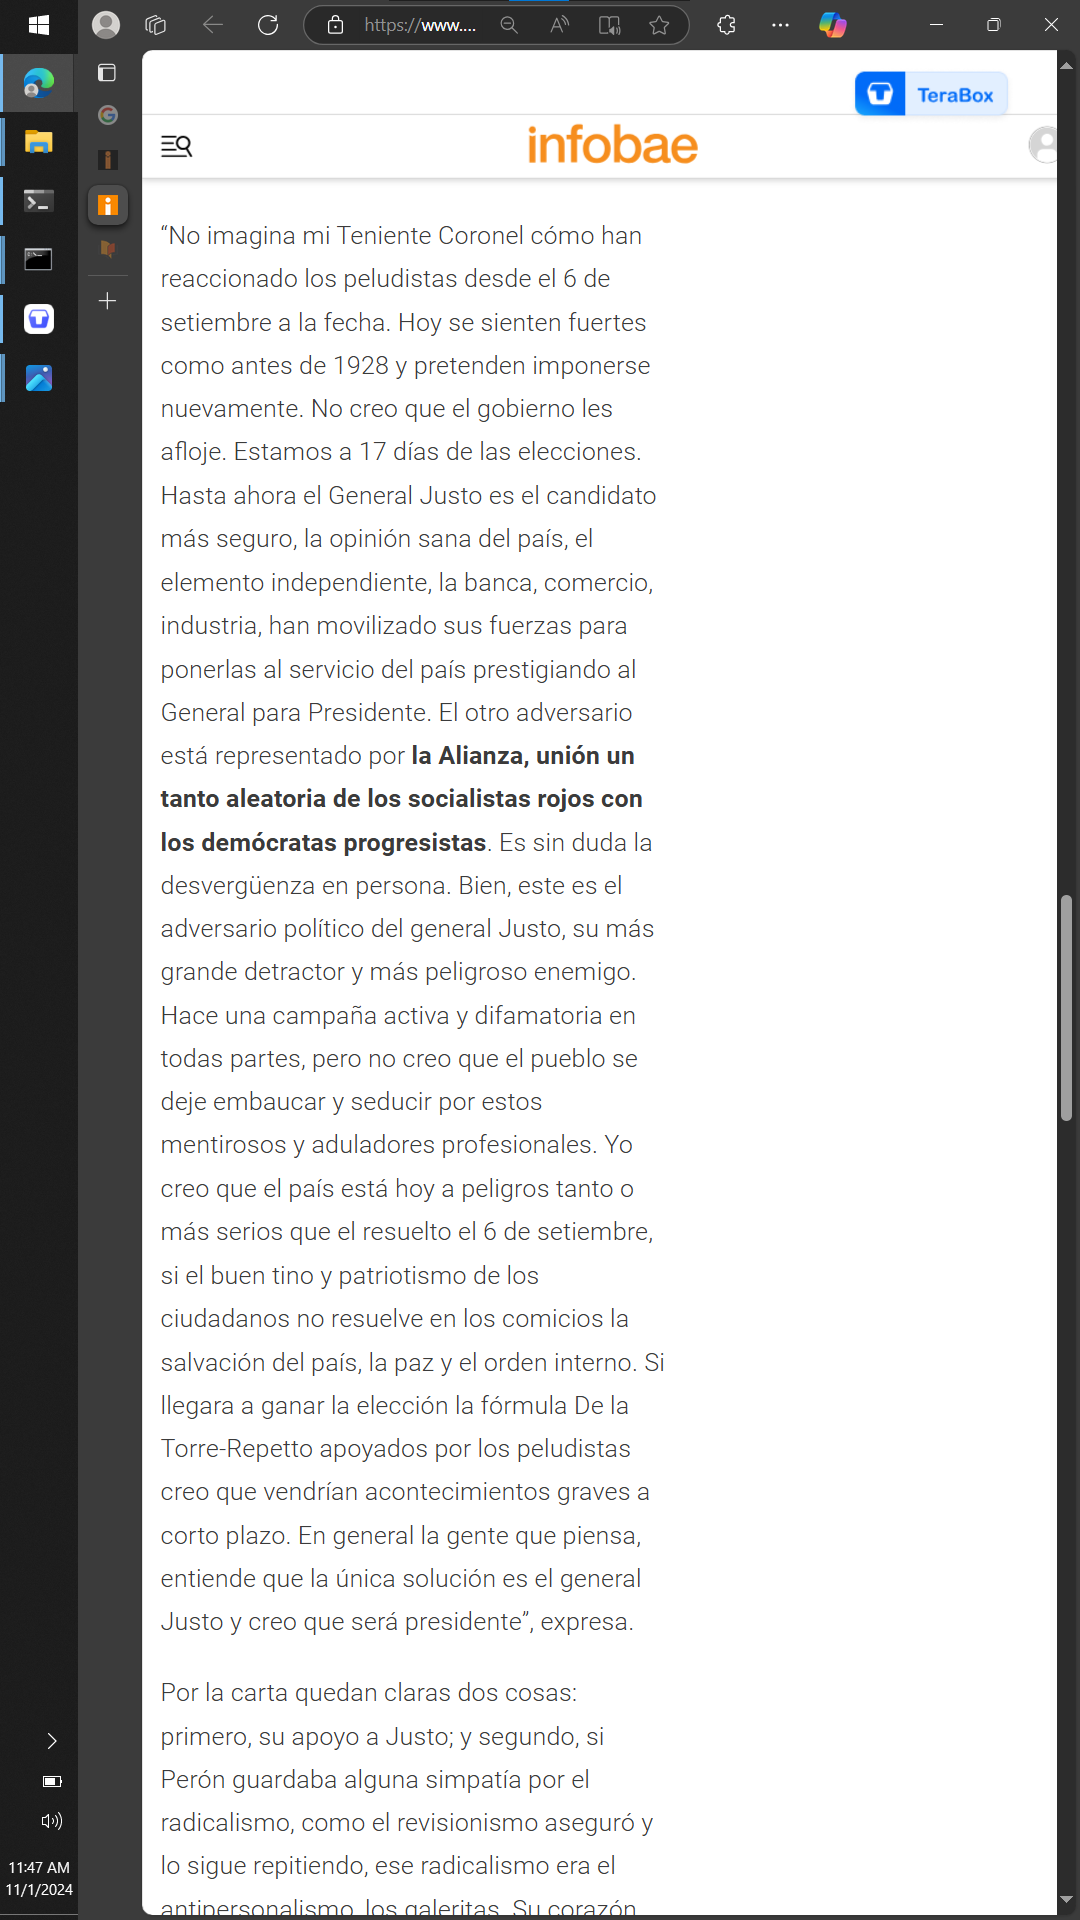 https://www....
TeraBox
infobae
“No imagina mi Teniente Coronel cómo han
reaccionado los peludistas desde el 6 de
setiembre a la fecha. Hoy se sienten fuertes
como antes de 1928 y pretenden imponerse
nuevamente. No creo que el gobierno les
afloje. Estamos a 17 días de las elecciones.
Hasta ahora el General Justo es el candidato
más seguro, la opinión sana del país, el
elemento independiente, la banca, comercio,
industria, han movilizado sus fuerzas para
ponerlas al servicio del país prestigiando al
General para Presidente. El otro adversario
está representado por la Alianza, unión un
tanto aleatoria de los socialistas rojos con
los demócratas progresistas. Es sin duda la
desvergüenza en persona. Bien, este es el
adversario político del general Justo, su más
grande detractor y más peligroso enemigo.
Hace una campaña activa y difamatoria en
todas partes, pero no creo que el pueblo se
deje embaucar y seducir por estos
mentirosos y aduladores profesionales. Yo
creo que el país está hoy a peligros tanto o
más serios que el resuelto el 6 de setiembre,
si el buen tino y patriotismo de los
ciudadanos no resuelve en los comicios la
salvación del país, la paz y el orden interno. Si
llegara a ganar la elección la fórmula De la
Torre-Repetto apoyados por los peludistas
creo que vendrían acontecimientos graves a
corto plazo. En general la gente que piensa,
entiende que la única solución es el general
Justo y creo que será presidente”, expresa.
Por la carta quedan claras dos cosas:
primero, su apoyo a Justo; y segundo, si
Perón guardaba alguna simpatía por el
radicalismo, como el revisionismo aseguró y
lo sigue repitiendo, ese radicalismo era el
antipersonalismo, los galeritas. Su corazón
11:47 AM
11/1/2024